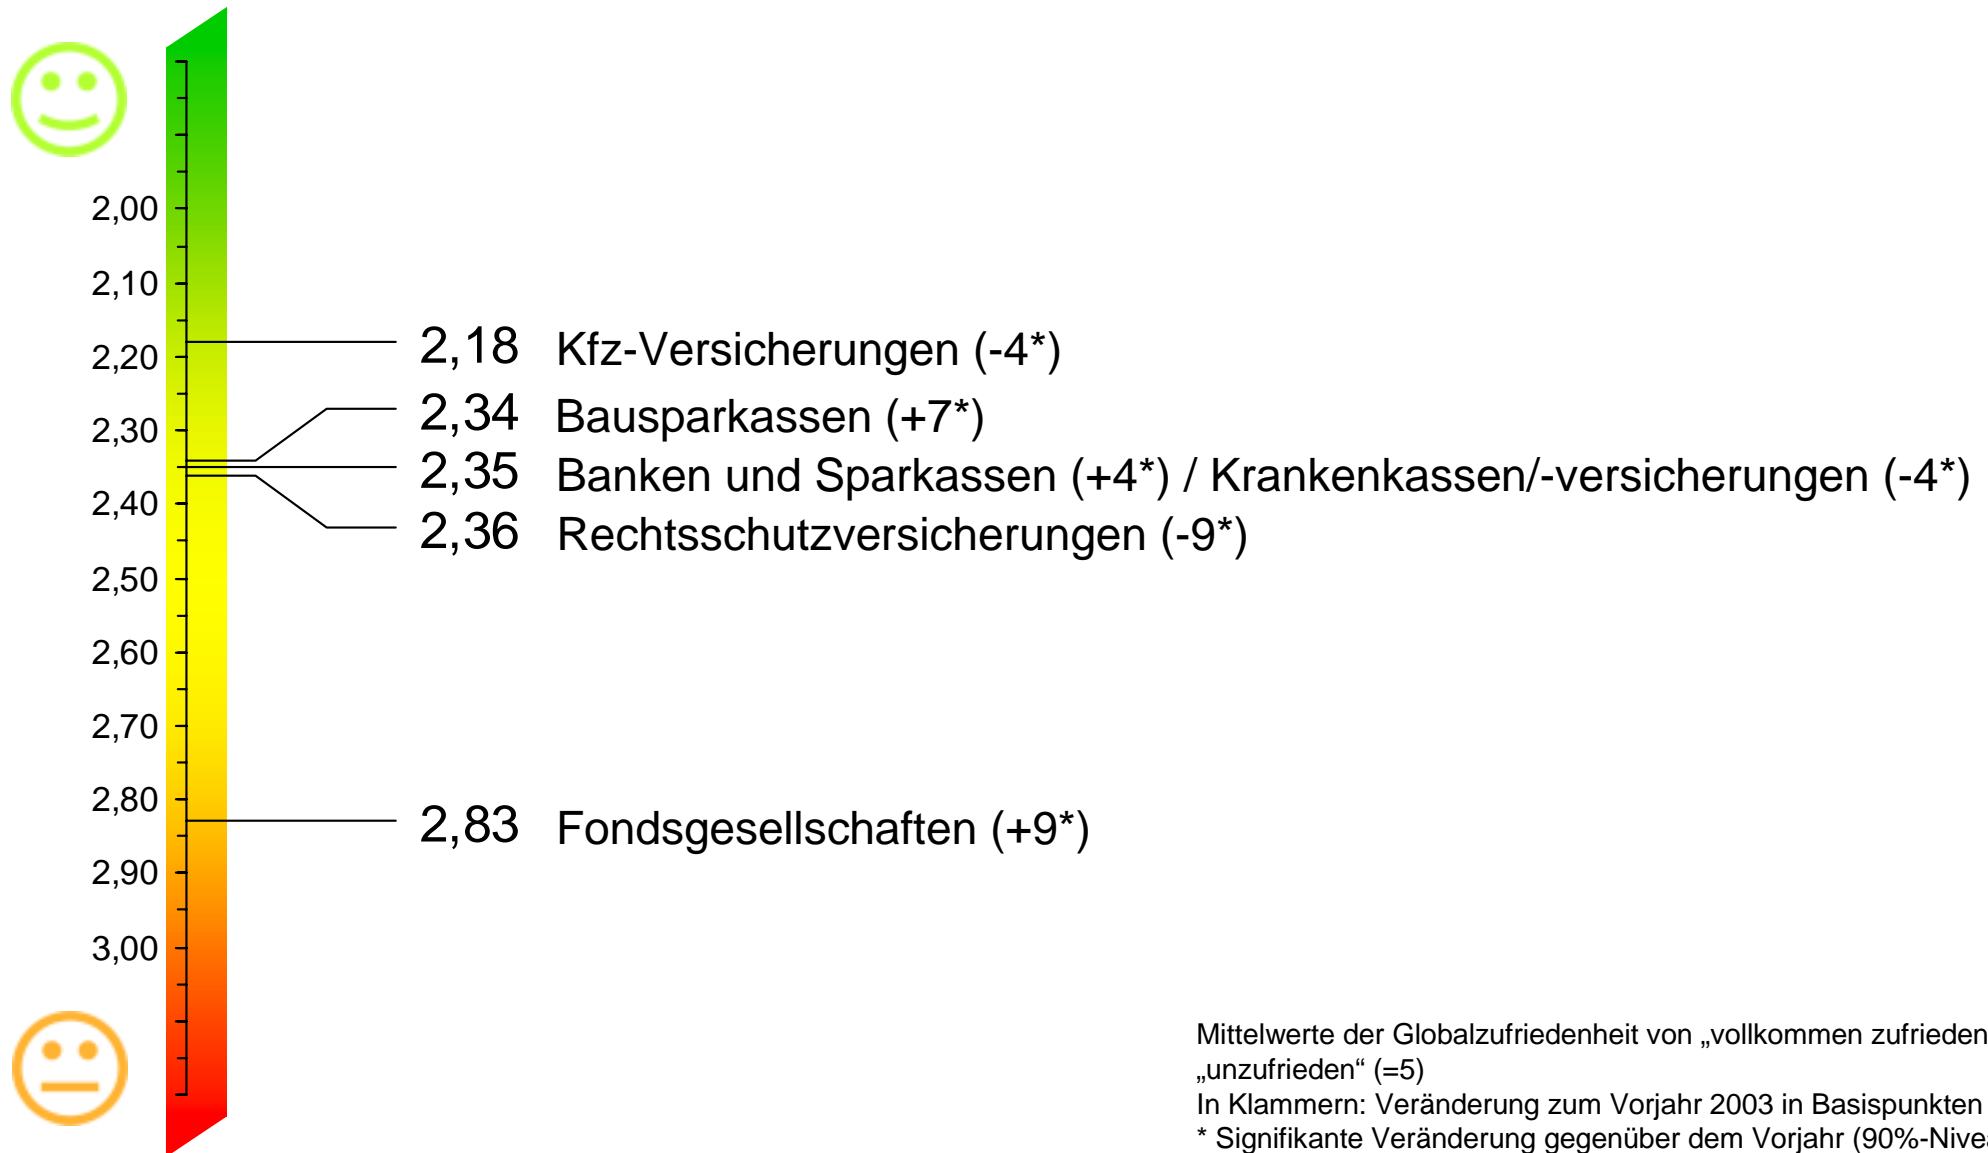 2,00
2,10
2,20
2,30
2,40
2,50
2,60
2,70
2,80
2,90
3,00
2,18 Kfz-Versicherungen (-4*)
2,34 Bausparkassen (+7*)
2,35 Banken und Sparkassen (+4*) / Krankenkassen/-versicherungen (-4*)
2,36 Rechtsschutzversicherungen (-9*)
2,83 Fondsgesellschaften (+9*)
Mittelwerte der Globalzufriedenheit von „vollkommen zufrieden
„unzufrieden“ (=5)
In Klammern: Veränderung zum Vorjahr 2003 in Basispunkten
* Signifikante Veränderung gegenüber dem Vorjahr (90%-Nivea